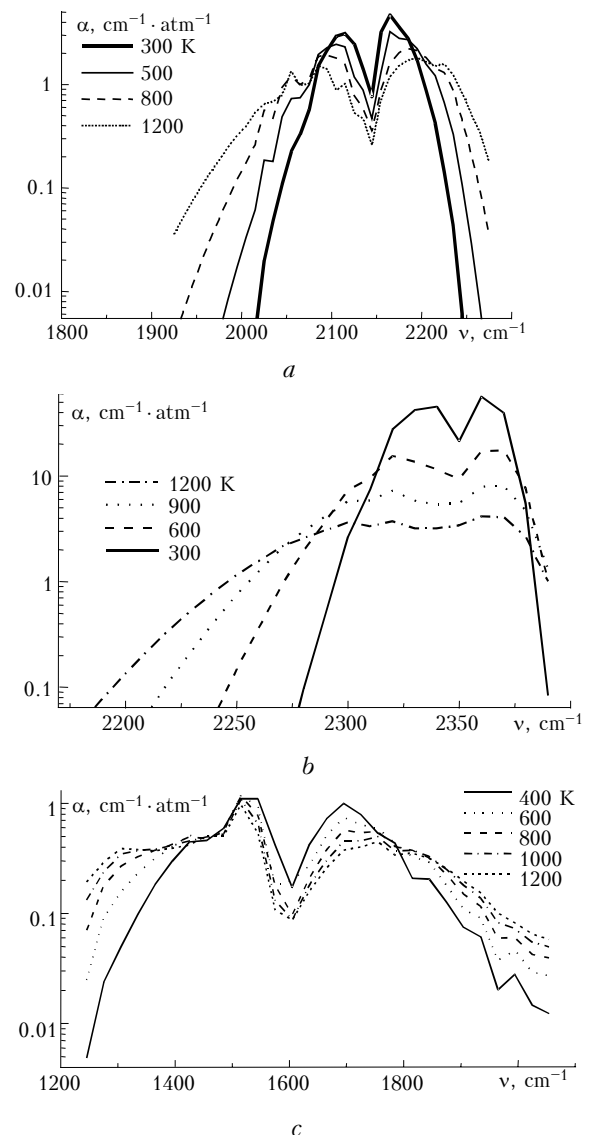 α, cm⁻¹·atm⁻¹
300 K
500
800
1200
1
0.1
0.01
1800 1900 2000 2100 2200 ν, cm⁻¹
a
α, cm⁻¹·atm⁻¹
10
1200 K
900
600
300
1
0.1
2200 2250 2300 2350 ν, cm⁻¹
b
α, cm⁻¹·atm⁻¹
1
400 K
600
800
1000
1200
0.1
0.01
1200 1400 1600 1800 ν, cm⁻¹
c